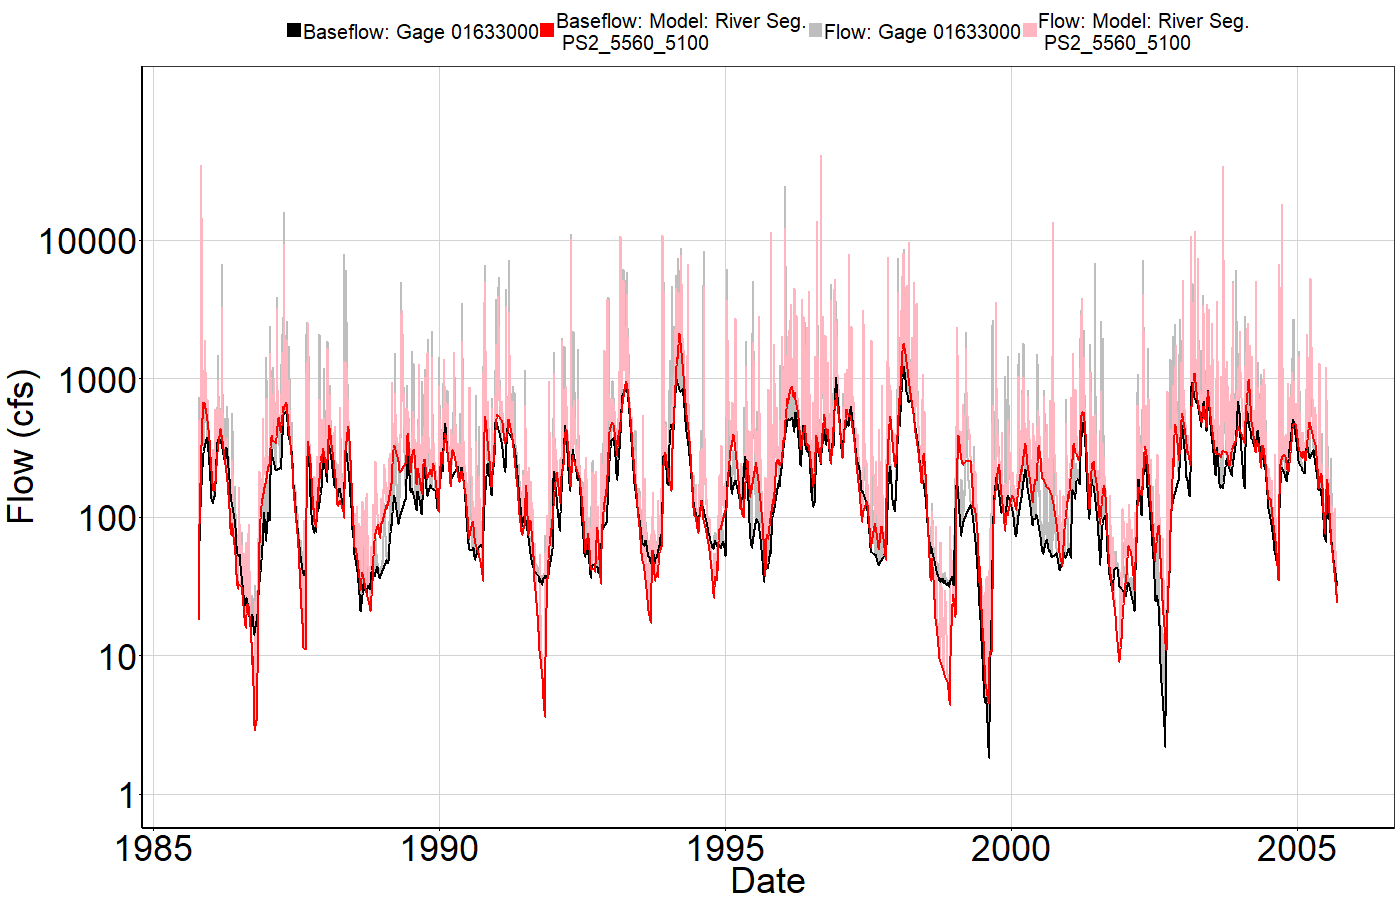 Baseflow: Gage 01633000
Baseflow: Model: River Seg.
PS2_5560_5100
Flow: Gage 01633000
Flow: Model: River Seg.
PS2_5560_5100
Flow (cfs)
10000
1000
100
10
1
1985
1990
1995
2000
2005
Date